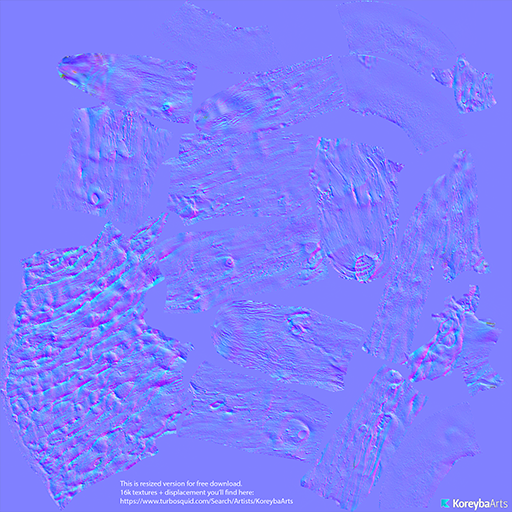 This is resized version for free download.
16k textures + displacement you'll find here:
https://www.turbosquid.com/Search/Artists/KoreybaArts
KoreybaArts